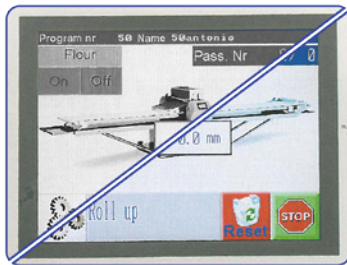 Program nr 50 Name 50antonio
Flour
Pass. Nr 0
On Off
.0 mm
Roll up
Reset
STOP